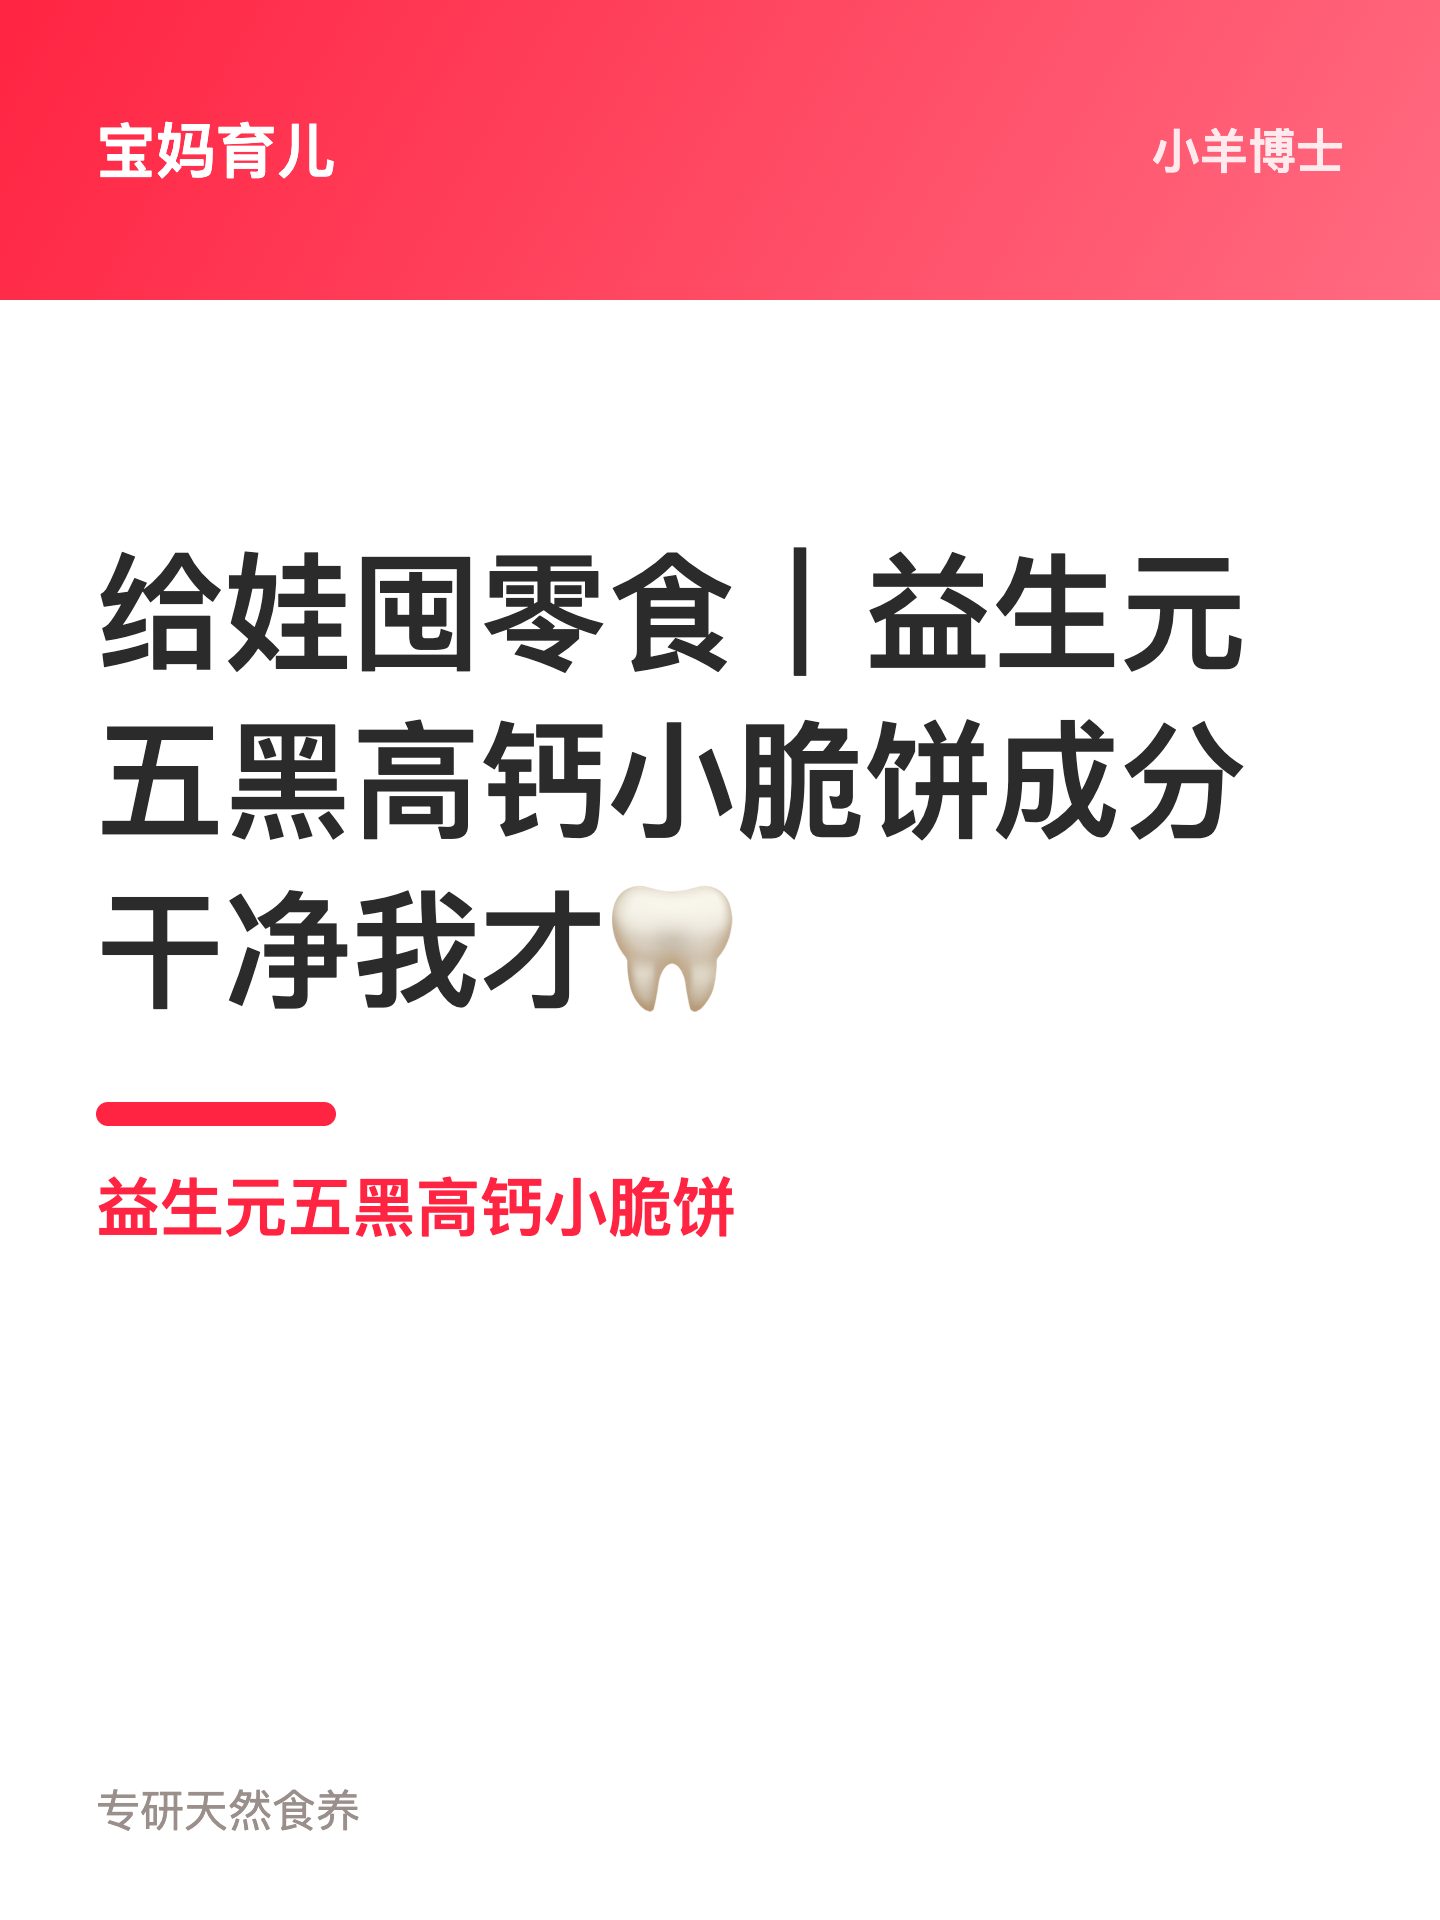 宝妈育儿
小羊博士
给娃囤零食｜益生元
五黑高钙小脆饼成分
干净我才🦷
益生元五黑高钙小脆饼
专研天然食养